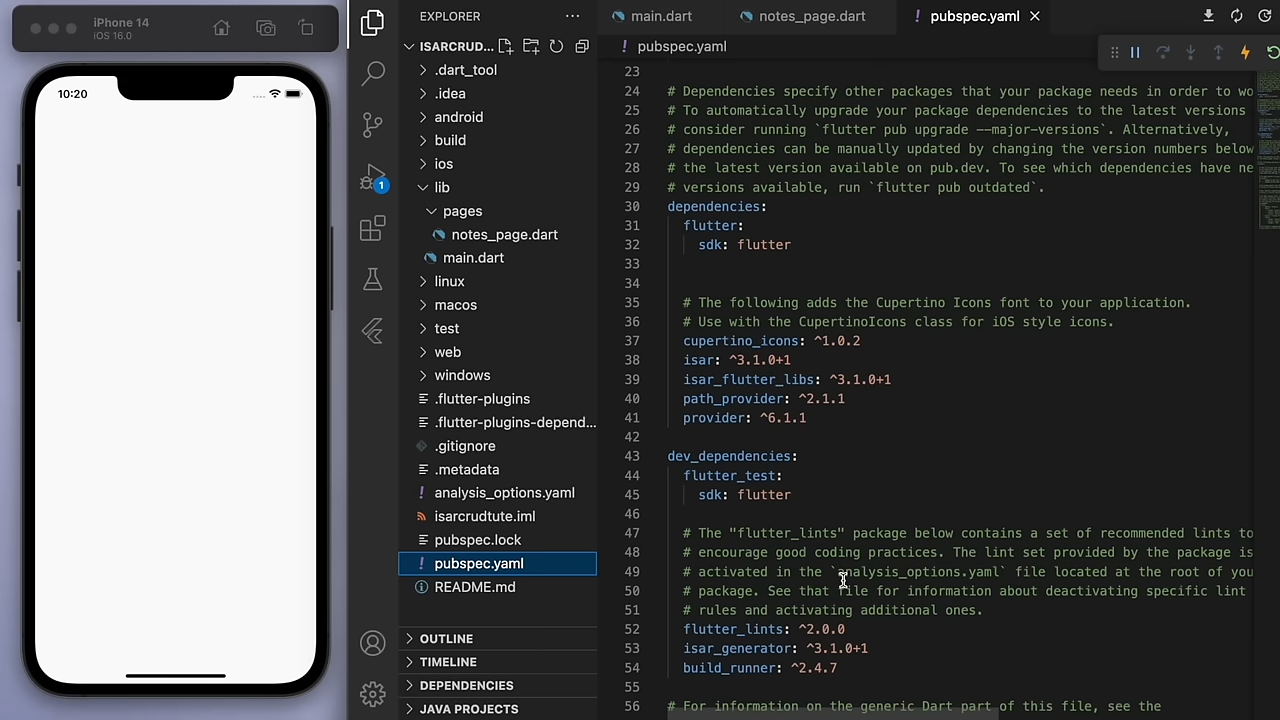 iPhone 14
iOS 16.0
10:20
EXPLORER
ISARCRUD...
.dart_tool
.idea
android
build
ios
lib
pages
notes_page.dart
main.dart
linux
macos
test
web
windows
.flutter-plugins
.flutter-plugins-depend...
.gitignore
.metadata
analysis_options.yaml
isarcrudtute.iml
pubspec.lock
pubspec.yaml
README.md
OUTLINE
TIMELINE
DEPENDENCIES
JAVA PROJECTS
1
main.dart
notes_page.dart
pubspec.yaml
pubspec.yaml
23
24 # Dependencies specify other packages that your package needs in order to wo
25 # To automatically upgrade your package dependencies to the latest versions
26 # consider running `flutter pub upgrade --major-versions`. Alternatively,
27 # dependencies can be manually updated by changing the version numbers below
28 # the latest version available on pub.dev. To see which dependencies have ne
29 # versions available, run `flutter pub outdated`.
30 dependencies:
31 flutter:
32 sdk: flutter
33
34
35 # The following adds the Cupertino Icons font to your application.
36 # Use with the CupertinoIcons class for iOS style icons.
37 cupertino_icons: ^1.0.2
38 isar: ^3.1.0+1
39 isar_flutter_libs: ^3.1.0+1
40 path_provider: ^2.1.1
41 provider: ^6.1.1
42
43 dev_dependencies:
44 flutter_test:
45 sdk: flutter
46
47 # The "flutter_lints" package below contains a set of recommended lints to
48 # encourage good coding practices. The lint set provided by the package is
49 # activated in the `analysis_options.yaml` file located at the root of you
50 # package. See that file for information about deactivating specific lint
51 # rules and activating additional ones.
52 flutter_lints: ^2.0.0
53 isar_generator: ^3.1.0+1
54 build_runner: ^2.4.7
55
56 # For information on the generic Dart part of this file, see the